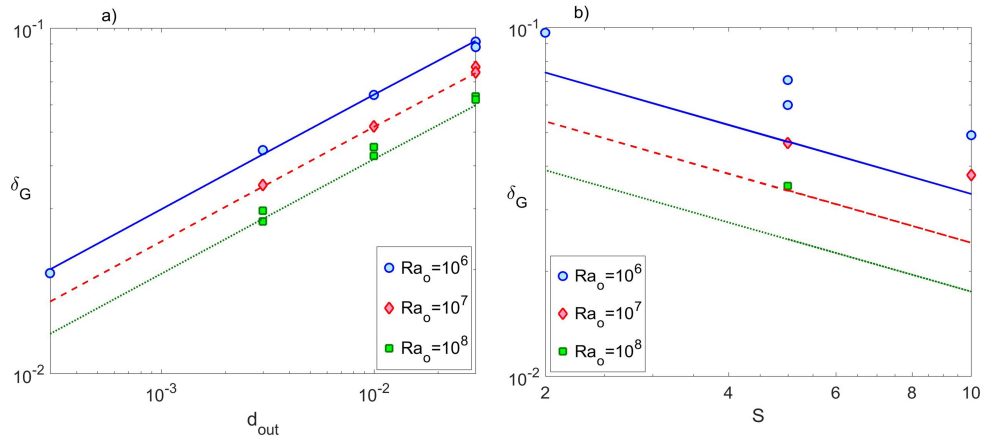 a)
10^-1
δ_G
10^-2
10^-3
10^-2
d_out
Ra_o=10^6
Ra_o=10^7
Ra_o=10^8
b)
10^-1
δ_G
10^-2
2
4
6
8
10
S
Ra_o=10^6
Ra_o=10^7
Ra_o=10^8